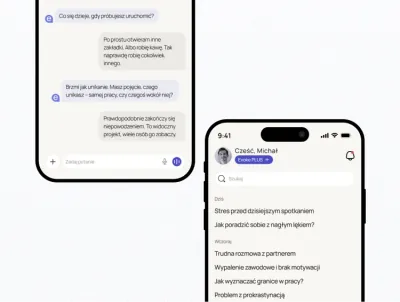 Co się dzieje, gdy próbujesz uruchomić?
Po prostu otwieram inne
zakładki. Albo robię kawę. Tak
naprawdę robię cokolwiek
innego.
Brzmi jak unikanie. Masz pojęcie, czego
unikasz – samej pracy, czy czegoś wokół niej?
Prawdopodobnie zakończy się
niepowodzeniem. To widoczny
projekt, wiele osób go zobaczy.
Zadaj pytanie
9:41
Cześć, Michał
Evoke PLUS
Szukaj
Dziś
Stres przed dzisiejszym spotkaniem
Jak poradzić sobie z nagłym lękiem?
Wczoraj
Trudna rozmowa z partnerem
Wypalenie zawodowe i brak motywacji
Jak wyznaczać granice w pracy?
Problem z prokrastynacją